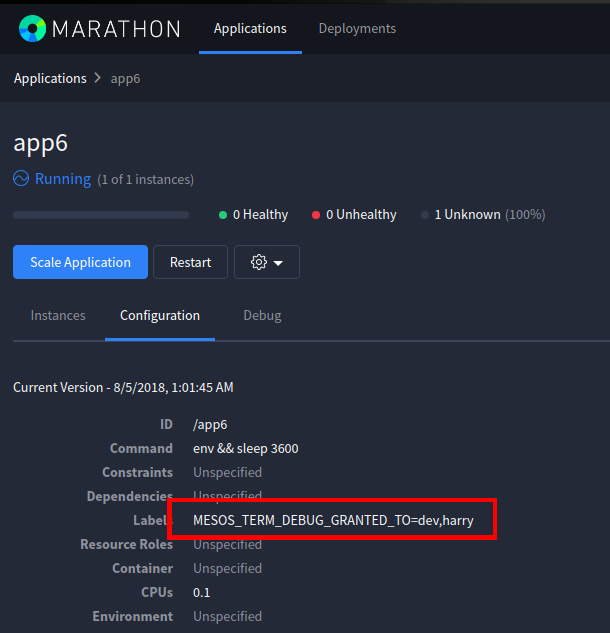 MARATHON Applications Deployments
Applications > app6
app6
Running (1 of 1 instances)
0 Healthy 0 Unhealthy 1 Unknown (100%)
Scale Application Restart
Instances Configuration Debug
Current Version - 8/5/2018, 1:01:45 AM
ID /app6
Command env && sleep 3600
Constraints Unspecified
Dependencies Unspecified
Labels MESOS_TERM_DEBUG_GRANTED_TO=dev,harry
Resource Roles Unspecified
Container Unspecified
CPUs 0.1
Environment Unspecified